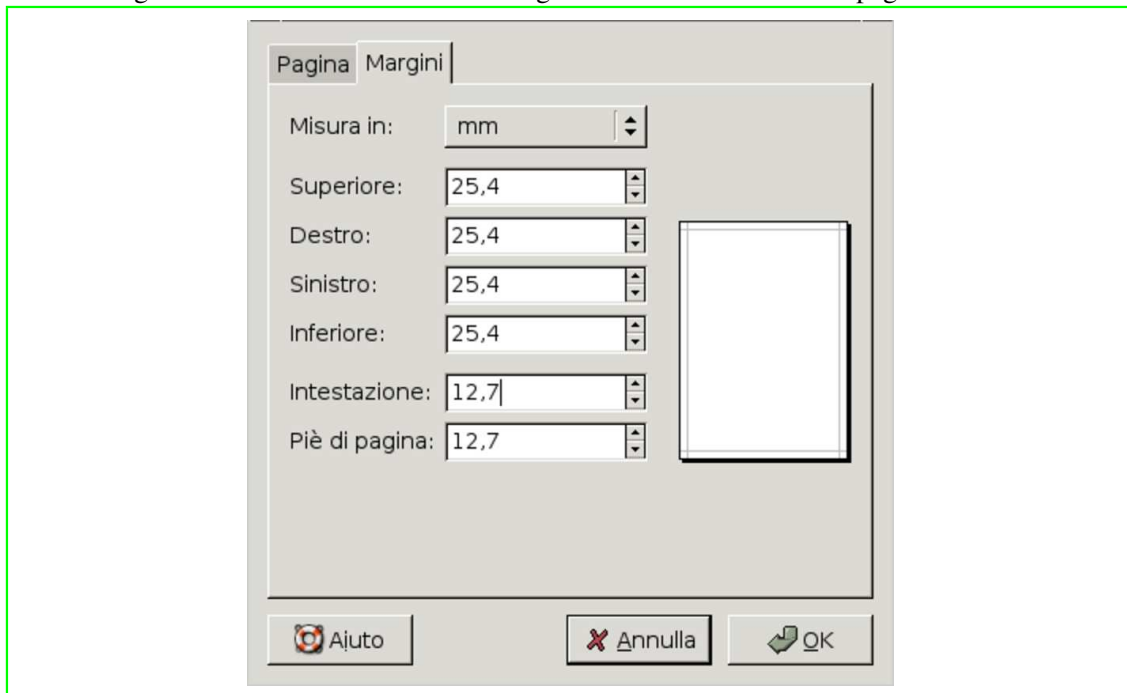 Pagina Margini
Misura in: mm
Superiore: 25,4
Destro: 25,4
Sinistro: 25,4
Inferiore: 25,4
Intestazione: 12,7
Piè di pagina: 12,7
Aiuto Annulla OK